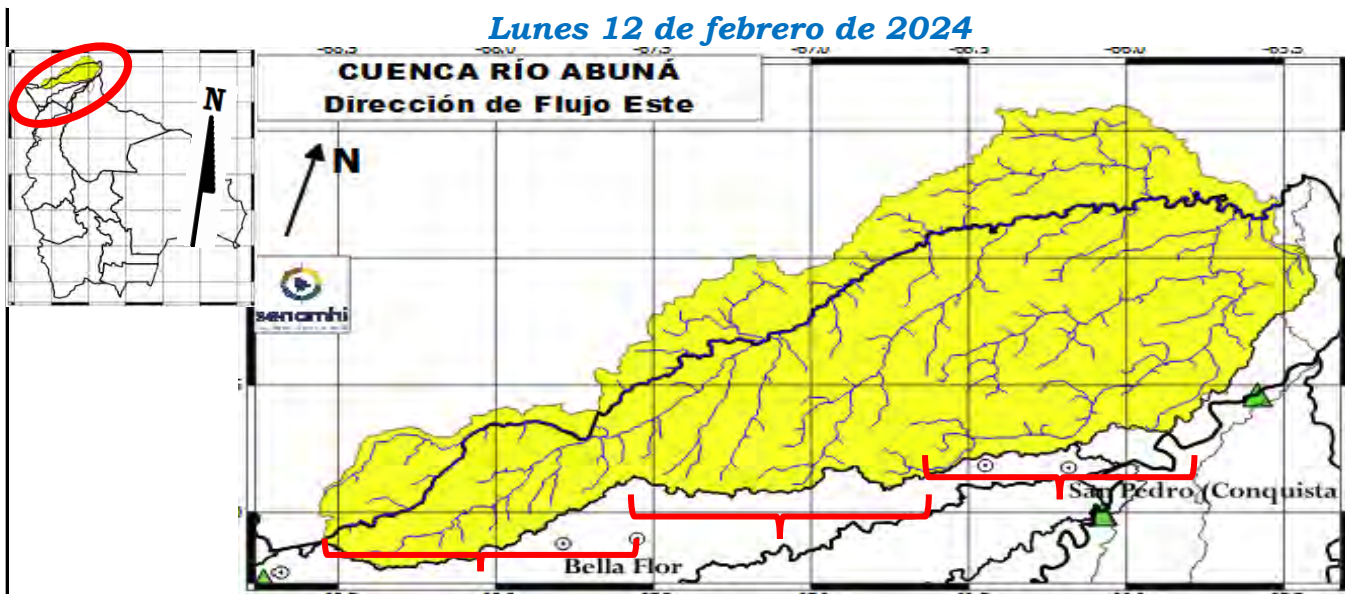 Lunes 12 de febrero de 2024
CUENCA RÍO ABUNÁ
Dirección de Flujo Este
N
N
senamhi
San Pedro (Conquista
Bella Flor